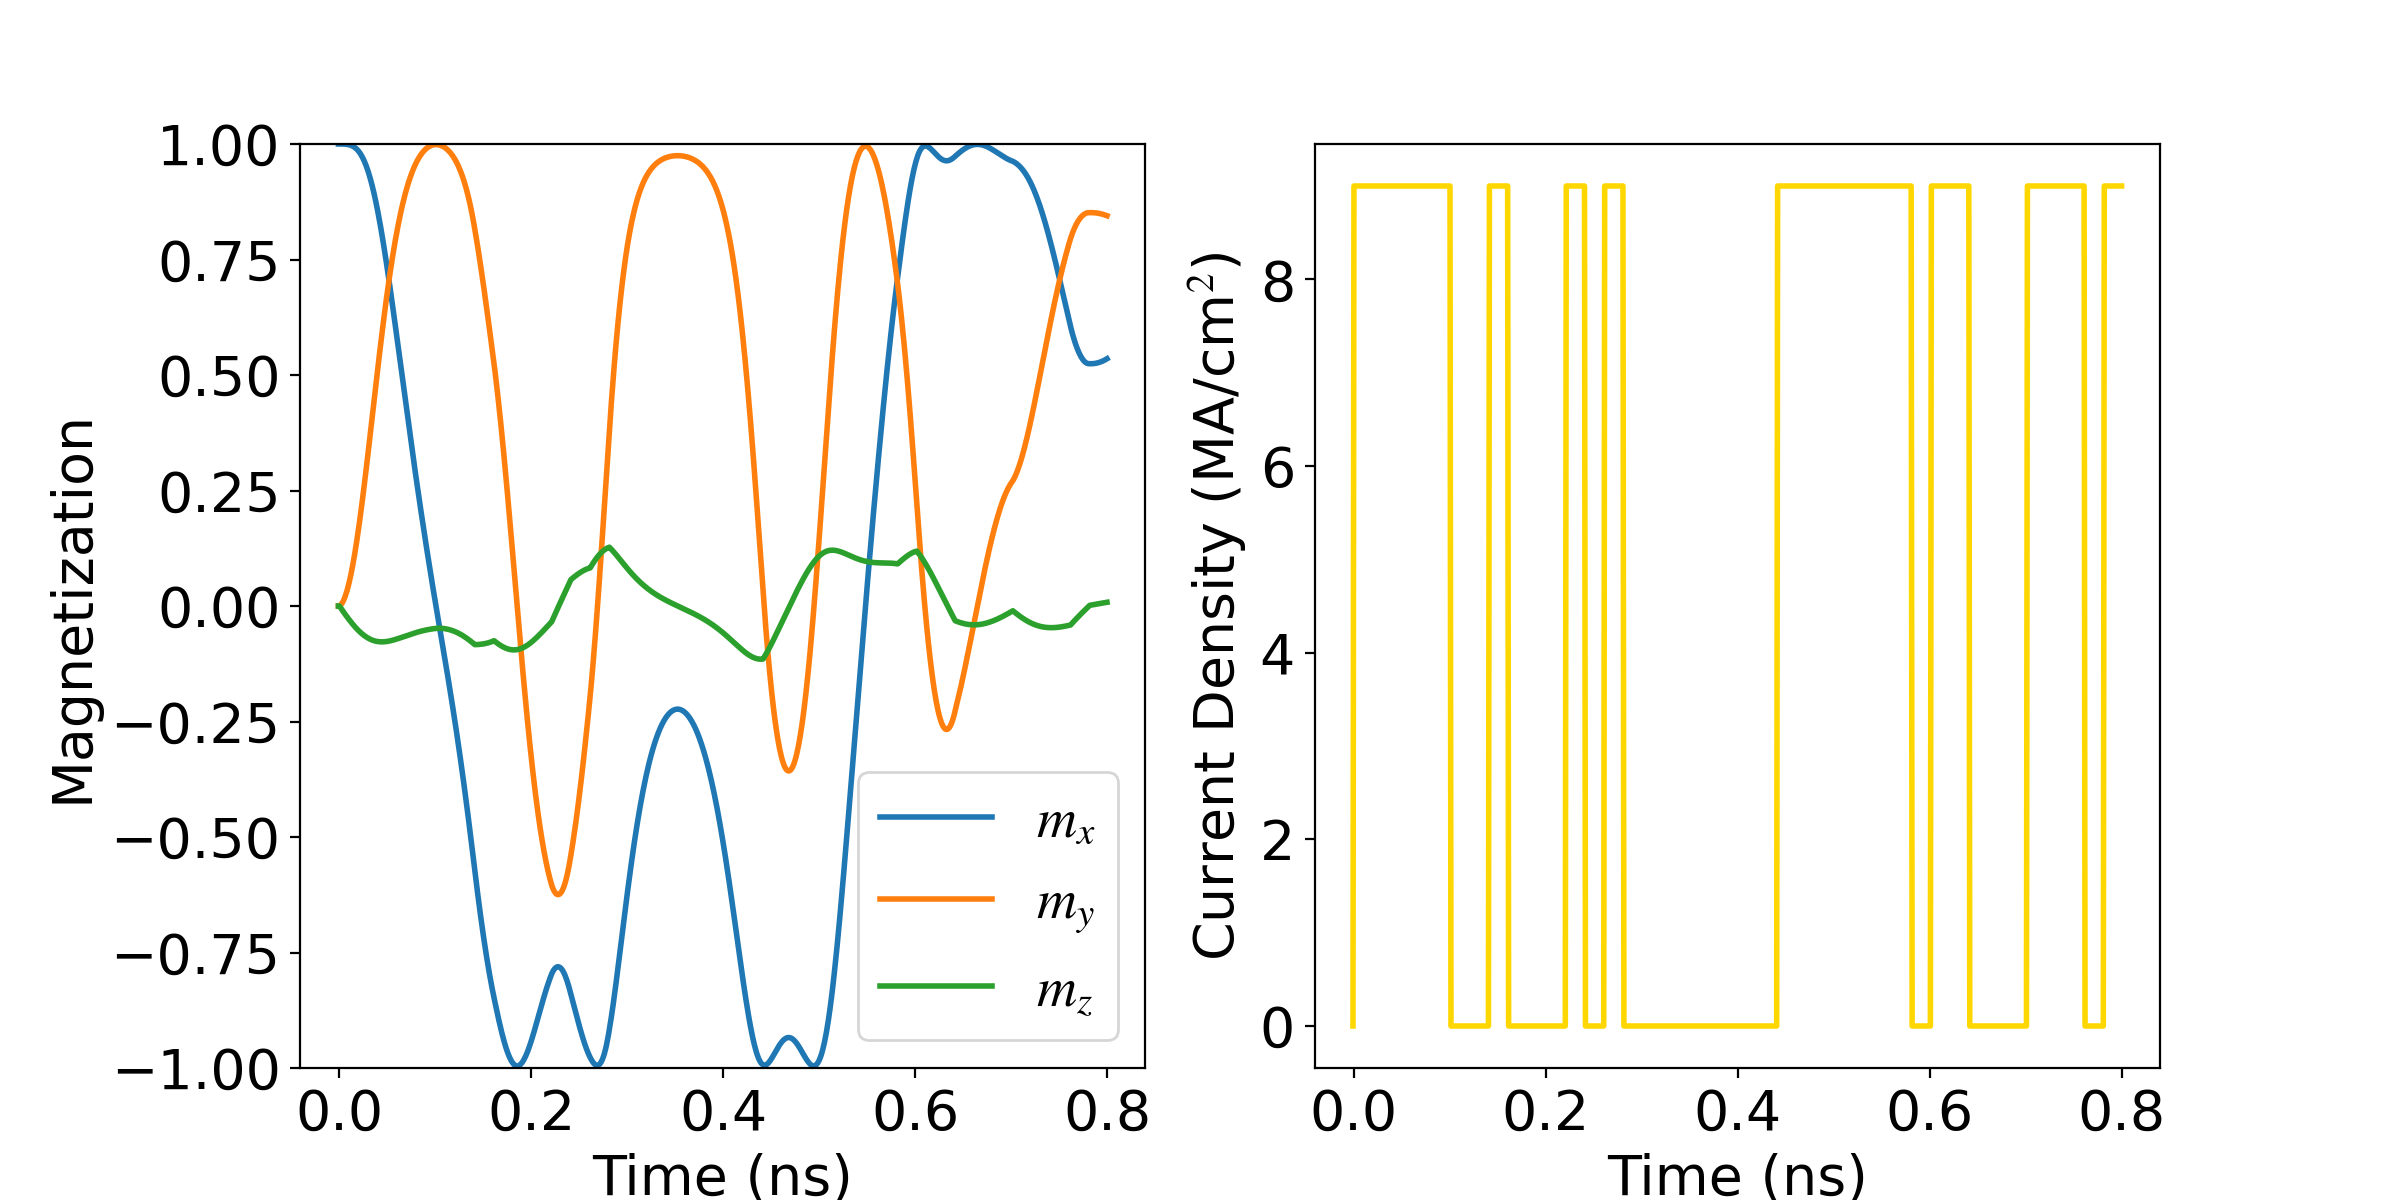 Magnetization
1.00
0.75
0.50
0.25
0.00
−0.25
−0.50
−0.75
−1.00
0.0 0.2 0.4 0.6 0.8
Time (ns)
m_x
m_y
m_z
Current Density (MA/cm²)
8
6
4
2
0
0.0 0.2 0.4 0.6 0.8
Time (ns)